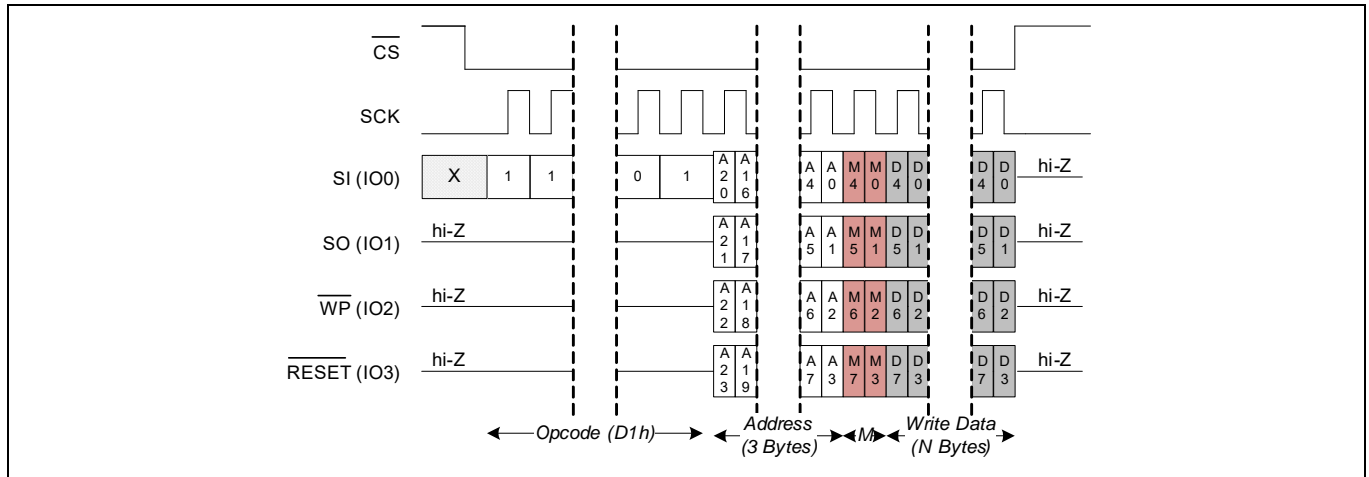 CS
SCK
SI (IO0) X 1 1 0 1 A20 A16 A4 A0 M4 M0 D4 D0 D4 D0 hi-Z
SO (IO1) hi-Z A21 A17 A5 A1 M5 M1 D5 D1 D5 D1 hi-Z
WP (IO2) hi-Z A22 A18 A6 A2 M6 M2 D6 D2 D6 D2 hi-Z
RESET (IO3) hi-Z A23 A19 A7 A3 M7 M3 D7 D3 D7 D3 hi-Z
Opcode (D1h) Address (3 Bytes) M Write Data (N Bytes)